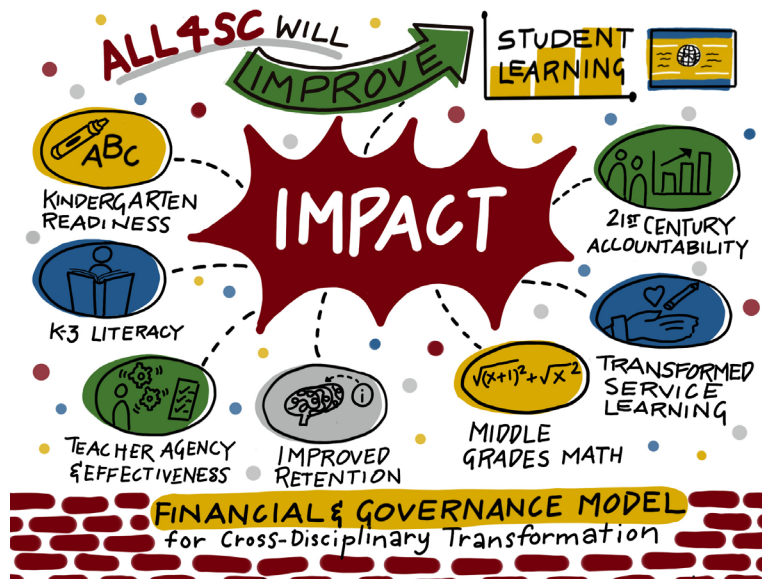 ALL4SC WILL
IMPROVE
STUDENT
LEARNING
IMPACT
ABC
KINDERGARTEN
READINESS
K-3 LITERACY
TEACHER AGENCY
& EFFECTIVENESS
i
IMPROVED
RETENTION
√(x+1)² + √x²
MIDDLE
GRADES MATH
TRANSFORMED
SERVICE
LEARNING
21ST CENTURY
ACCOUNTABILITY
FINANCIAL & GOVERNANCE MODEL
for Cross-Disciplinary Transformation